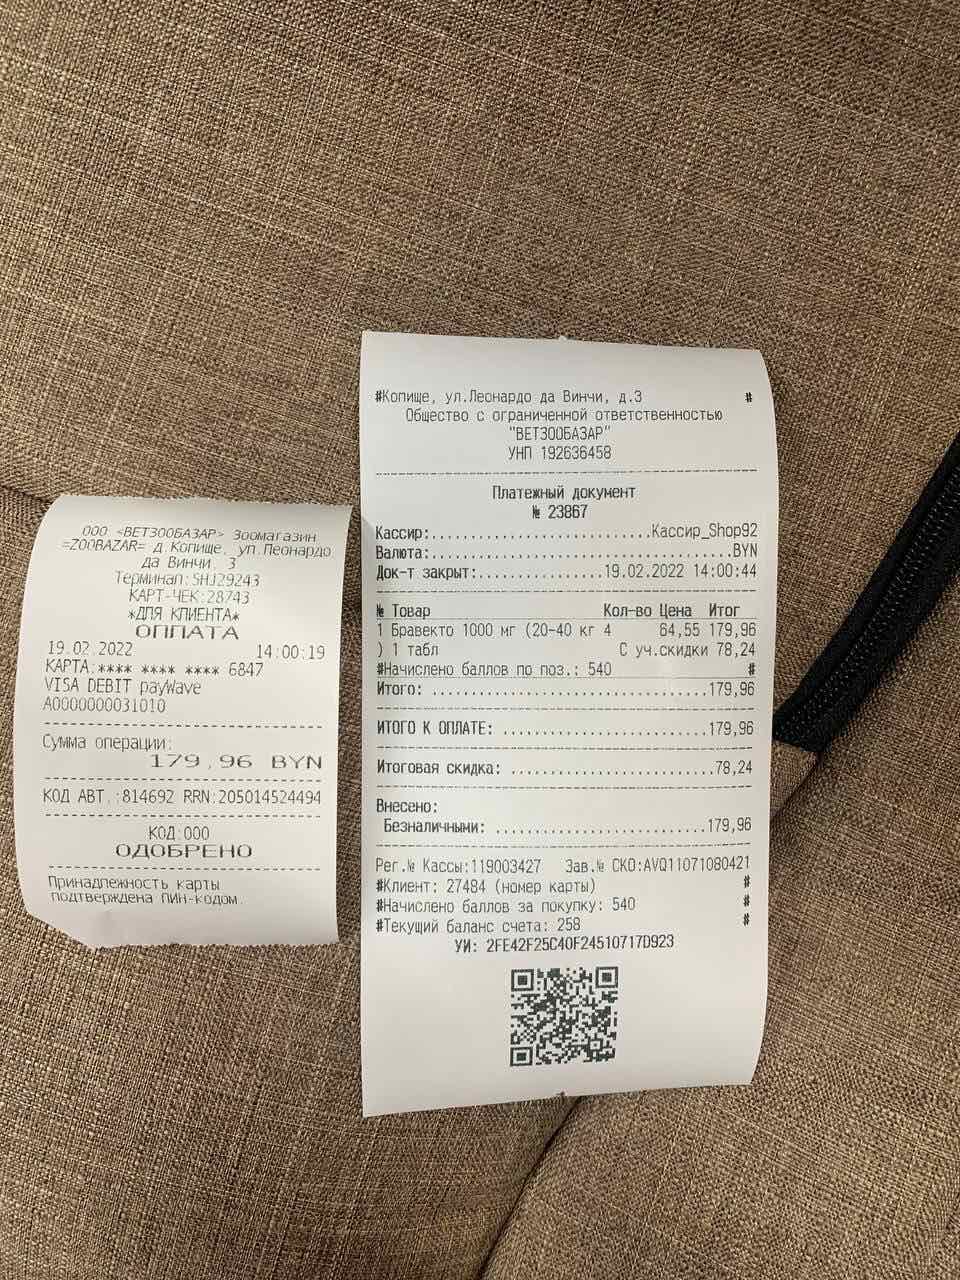 ООО <ВЕТЗООБАЗАР> Зоомагазин
=ZOOBAZAR= д.Копище, ул.Леонардо
да Винчи, 3
Терминал:SHJ29243
КАРТ-ЧЕК:28743
*ДЛЯ КЛИЕНТА*
ОПЛАТА
19.02.2022 14:00:19
КАРТА:**** **** **** 6847
VISA DEBIT payWave
A0000000031010
Сумма операции:
179,96 BYN
КОД АВТ.:814692 RRN:205014524494
КОД:000
ОДОБРЕНО
Принадлежность карты
подтверждена ПИН-кодом.
#Копище, ул.Леонардо да Винчи, д.3 #
Общество с ограниченной ответственностью
"ВЕТЗООБАЗАР"
УНП 192636458
Платежный документ
№ 23867
Кассир:............................Кассир_Shop92
Валюта:.......................................BYN
Док-т закрыт:...............19.02.2022 14:00:44
№ Товар Кол-во Цена Итог
1 Бравекто 1000 мг (20-40 кг 4 64,55 179,96
) 1 табл С уч.скидки 78,24
#Начислено баллов по поз.: 540 #
Итого: ....................................179,96
ИТОГО К ОПЛАТЕ: ............................179,96
Итоговая скидка: ............................78,24
Внесено:
Безналичными: ............................179,96
Рег.№ Кассы:119003427 Зав.№ СКО:AVQ11071080421
#Клиент: 27484 (номер карты) #
#Начислено баллов за покупку: 540 #
#Текущий баланс счета: 258 #
УИ: 2FE42F25C40F24510717D923